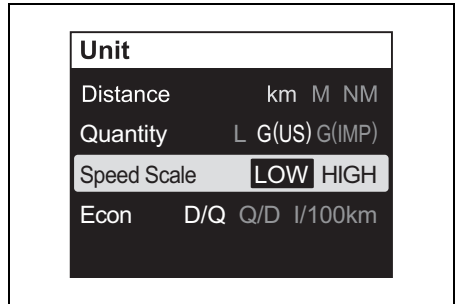 Unit
Distance km M NM
Quantity L G(US) G(IMP)
Speed Scale LOW HIGH
Econ D/Q Q/D l/100km